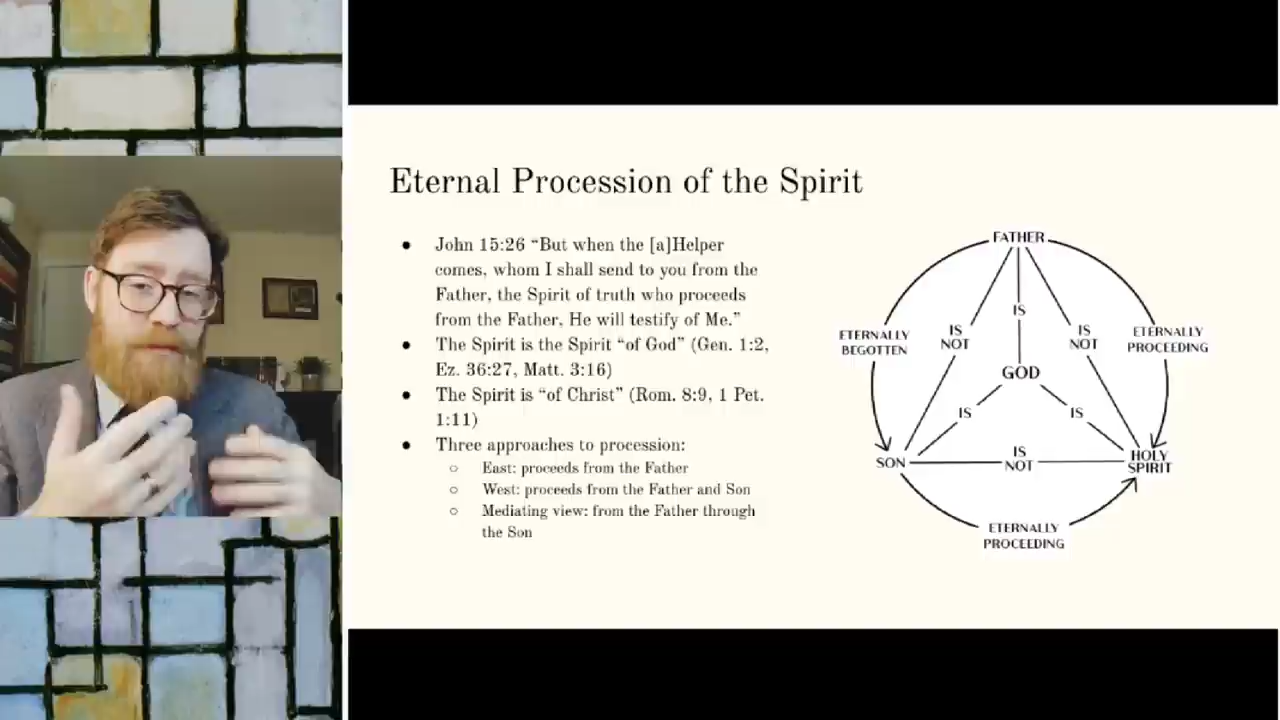 Eternal Procession of the Spirit
● John 15:26 “But when the [a]Helper
comes, whom I shall send to you from the
Father, the Spirit of truth who proceeds
from the Father, He will testify of Me.”
● The Spirit is the Spirit “of God” (Gen. 1:2,
Ez. 36:27, Matt. 3:16)
● The Spirit is “of Christ” (Rom. 8:9, 1 Pet.
1:11)
● Three approaches to procession:
○ East: proceeds from the Father
○ West: proceeds from the Father and Son
○ Mediating view: from the Father through
the Son
FATHER
IS
ETERNALLY
BEGOTTEN
IS
NOT
IS
NOT
ETERNALLY
PROCEEDING
GOD
IS
IS
SON
IS
NOT
HOLY
SPIRIT
ETERNALLY
PROCEEDING